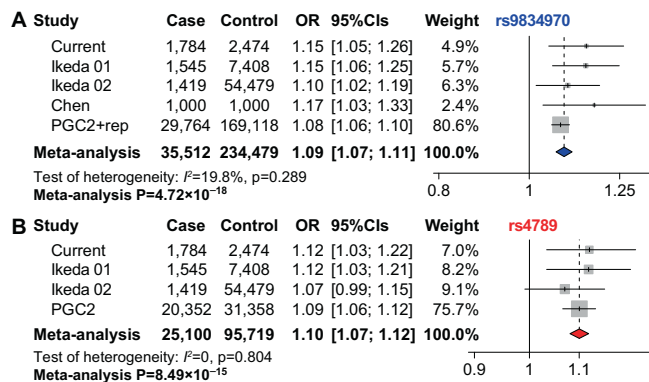 A Study Case Control OR 95%CIs Weight rs9834970
Current 1,784 2,474 1.15 [1.05; 1.26] 4.9%
Ikeda 01 1,545 7,408 1.15 [1.06; 1.25] 5.7%
Ikeda 02 1,419 54,479 1.10 [1.02; 1.19] 6.3%
Chen 1,000 1,000 1.17 [1.03; 1.33] 2.4%
PGC2+rep 29,764 169,118 1.08 [1.06; 1.10] 80.6%
Meta-analysis 35,512 234,479 1.09 [1.07; 1.11] 100.0%
Test of heterogeneity: I²=19.8%, p=0.289
Meta-analysis P=4.72×10⁻¹⁸
0.8 1 1.25
B Study Case Control OR 95%CIs Weight rs4789
Current 1,784 2,474 1.12 [1.03; 1.22] 7.0%
Ikeda 01 1,545 7,408 1.12 [1.03; 1.21] 8.2%
Ikeda 02 1,419 54,479 1.07 [0.99; 1.15] 9.1%
PGC2 20,352 31,358 1.09 [1.06; 1.12] 75.7%
Meta-analysis 25,100 95,719 1.10 [1.07; 1.12] 100.0%
Test of heterogeneity: I²=0, p=0.804
Meta-analysis P=8.49×10⁻¹⁵
0.9 1 1.1